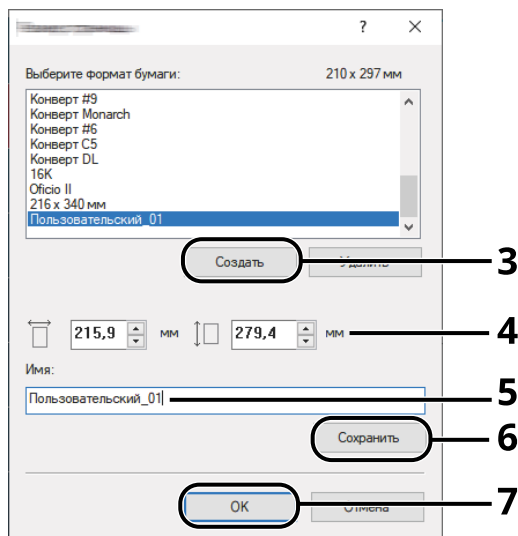 ?
Выберите формат бумаги: 210 x 297 мм
Конверт #9
Конверт Monarch
Конверт #6
Конверт C5
Конверт DL
16K
Oficio II
216 x 340 мм
Пользовательский_01
Создать Удалить 3
215,9 мм 279,4 мм 4
Имя:
Пользовательский_01 5
Сохранить 6
OK Отмена 7